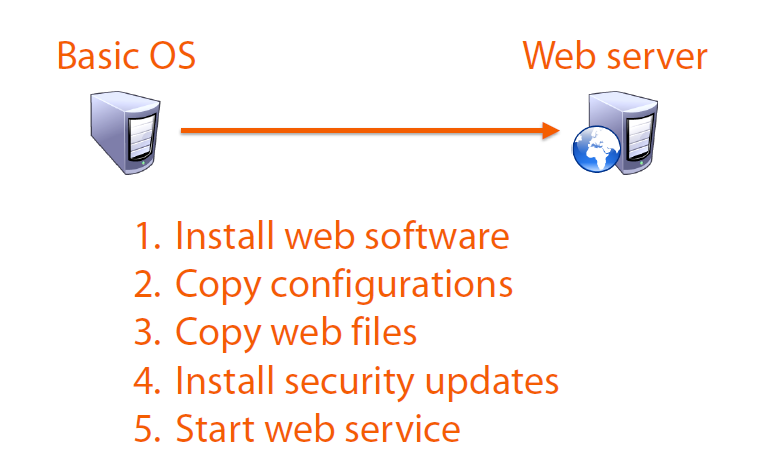 Basic OS
Web server
1. Install web software
2. Copy configurations
3. Copy web files
4. Install security updates
5. Start web service